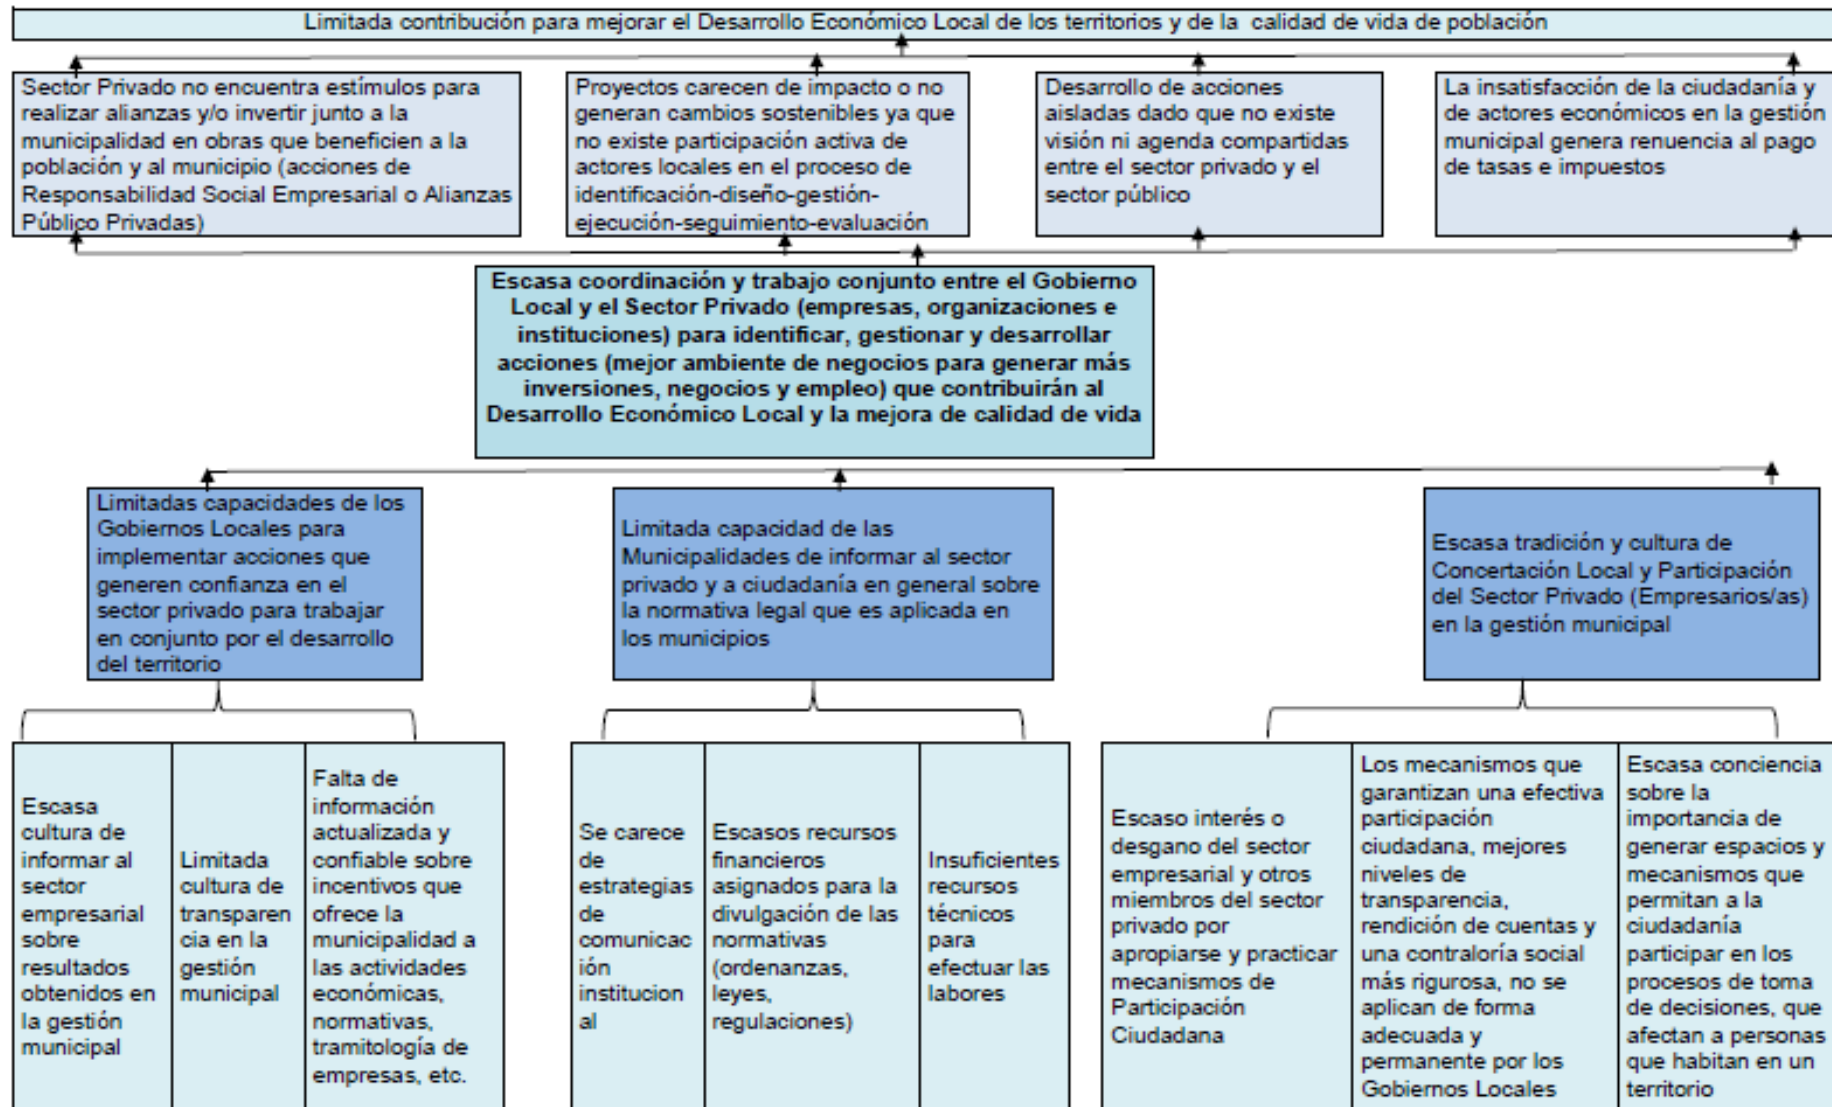 Limitada contribución para mejorar el Desarrollo Económico Local de los territorios y de la calidad de vida de población
Sector Privado no encuentra estímulos para
realizar alianzas y/o invertir junto a la
municipalidad en obras que beneficien a la
población y al municipio (acciones de
Responsabilidad Social Empresarial o Alianzas
Público Privadas)
Proyectos carecen de impacto o no
generan cambios sostenibles ya que
no existe participación activa de
actores locales en el proceso de
identificación-diseño-gestión-
ejecución-seguimiento-evaluación
Desarrollo de acciones
aisladas dado que no existe
visión ni agenda compartidas
entre el sector privado y el
sector público
La insatisfacción de la ciudadanía y
de actores económicos en la gestión
municipal genera renuencia al pago
de tasas e impuestos
Escasa coordinación y trabajo conjunto entre el Gobierno
Local y el Sector Privado (empresas, organizaciones e
instituciones) para identificar, gestionar y desarrollar
acciones (mejor ambiente de negocios para generar más
inversiones, negocios y empleo) que contribuirán al
Desarrollo Económico Local y la mejora de calidad de vida
Limitadas capacidades de los
Gobiernos Locales para
implementar acciones que
generen confianza en el
sector privado para trabajar
en conjunto por el desarrollo
del territorio
Limitada capacidad de las
Municipalidades de informar al sector
privado y a ciudadanía en general sobre
la normativa legal que es aplicada en
los municipios
Escasa tradición y cultura de
Concertación Local y Participación
del Sector Privado (Empresarios/as)
en la gestión municipal
Escasa
cultura de
informar al
sector
empresarial
sobre
resultados
obtenidos en
la gestión
municipal
Limitada
cultura de
transparen
cia en la
gestión
municipal
Falta de
información
actualizada y
confiable sobre
incentivos que
ofrece la
municipalidad a
las actividades
económicas,
normativas,
tramitología de
empresas, etc.
Se carece
de
estrategias
de
comunicac
ión
institucion
al
Escasos recursos
financieros
asignados para la
divulgación de las
normativas
(ordenanzas,
leyes,
regulaciones)
Insuficientes
recursos
técnicos
para
efectuar las
labores
Escaso interés o
desgano del sector
empresarial y otros
miembros del sector
privado por
apropiarse y practicar
mecanismos de
Participación
Ciudadana
Los mecanismos que
garantizan una efectiva
participación
ciudadana, mejores
niveles de
transparencia,
rendición de cuentas y
una contraloría social
más rigurosa, no se
aplican de forma
adecuada y
permanente por los
Gobiernos Locales
Escasa conciencia
sobre la
importancia de
generar espacios y
mecanismos que
permitan a la
ciudadanía
participar en los
procesos de toma
de decisiones, que
afectan a personas
que habitan en un
territorio